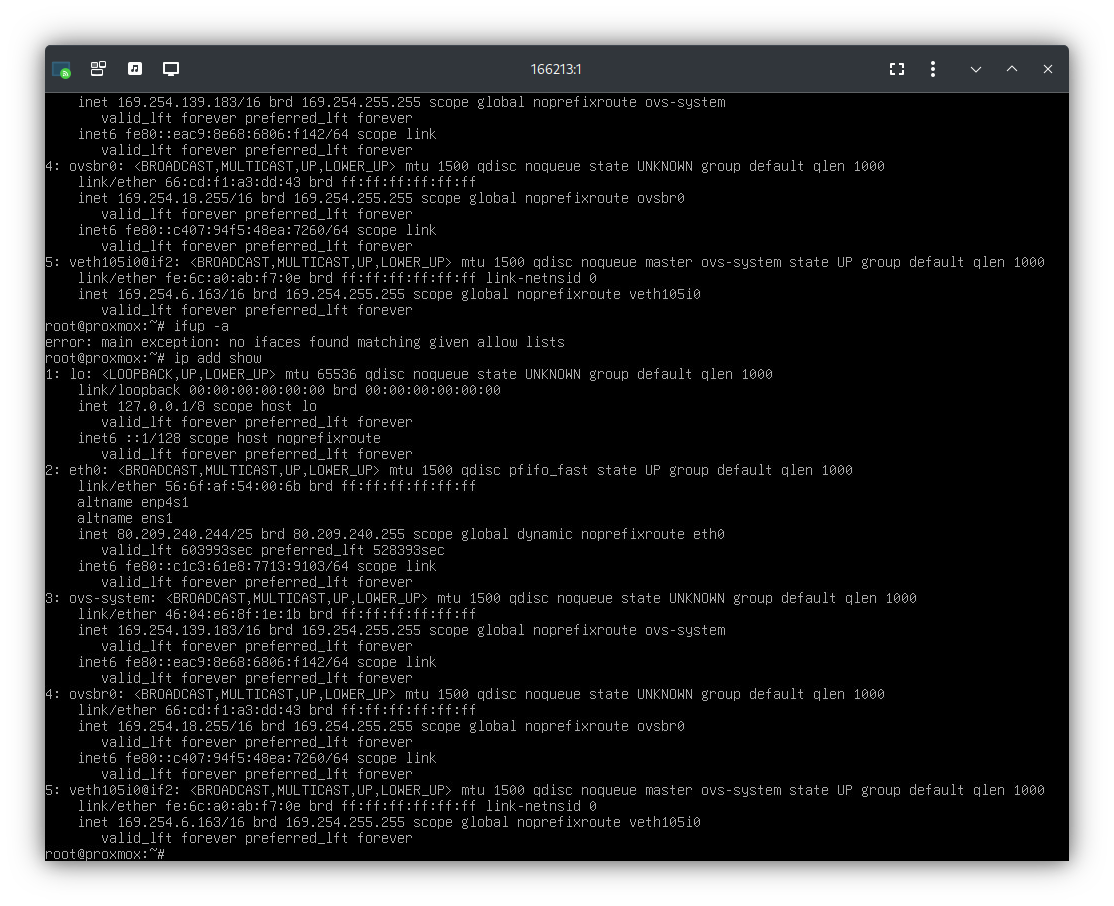 166213:1
inet 169.254.139.183/16 brd 169.254.255.255 scope global noprefixroute ovs-system
valid_lft forever preferred_lft forever
inet6 fe80::eac9:8e68:6806:f142/64 scope link
valid_lft forever preferred_lft forever
4: ovsbr0: <BROADCAST,MULTICAST,UP,LOWER_UP> mtu 1500 qdisc noqueue state UNKNOWN group default qlen 1000
link/ether 66:cd:f1:a3:dd:43 brd ff:ff:ff:ff:ff:ff
inet 169.254.18.255/16 brd 169.254.255.255 scope global noprefixroute ovsbr0
valid_lft forever preferred_lft forever
inet6 fe80::c407:94f5:48ea:7260/64 scope link
valid_lft forever preferred_lft forever
5: veth105i0@if2: <BROADCAST,MULTICAST,UP,LOWER_UP> mtu 1500 qdisc noqueue master ovs-system state UP group default qlen 1000
link/ether fe:6c:a0:ab:f7:0e brd ff:ff:ff:ff:ff:ff link-netnsid 0
inet 169.254.6.163/16 brd 169.254.255.255 scope global noprefixroute veth105i0
valid_lft forever preferred_lft forever
root@proxmox:~# ifup -a
error: main exception: no ifaces found matching given allow lists
root@proxmox:~# ip add show
1: lo: <LOOPBACK,UP,LOWER_UP> mtu 65536 qdisc noqueue state UNKNOWN group default qlen 1000
link/loopback 00:00:00:00:00:00 brd 00:00:00:00:00:00
inet 127.0.0.1/8 scope host lo
valid_lft forever preferred_lft forever
inet6 ::1/128 scope host noprefixroute
valid_lft forever preferred_lft forever
2: eth0: <BROADCAST,MULTICAST,UP,LOWER_UP> mtu 1500 qdisc pfifo_fast state UP group default qlen 1000
link/ether 56:6f:af:54:00:6b brd ff:ff:ff:ff:ff:ff
altname enp4s1
altname ens1
inet 80.209.240.244/25 brd 80.209.240.255 scope global dynamic noprefixroute eth0
valid_lft 603993sec preferred_lft 528393sec
inet6 fe80::c1c3:61e8:7713:9103/64 scope link
valid_lft forever preferred_lft forever
3: ovs-system: <BROADCAST,MULTICAST,UP,LOWER_UP> mtu 1500 qdisc noqueue state UNKNOWN group default qlen 1000
link/ether 46:04:e6:8f:1e:1b brd ff:ff:ff:ff:ff:ff
inet 169.254.139.183/16 brd 169.254.255.255 scope global noprefixroute ovs-system
valid_lft forever preferred_lft forever
inet6 fe80::eac9:8e68:6806:f142/64 scope link
valid_lft forever preferred_lft forever
4: ovsbr0: <BROADCAST,MULTICAST,UP,LOWER_UP> mtu 1500 qdisc noqueue state UNKNOWN group default qlen 1000
link/ether 66:cd:f1:a3:dd:43 brd ff:ff:ff:ff:ff:ff
inet 169.254.18.255/16 brd 169.254.255.255 scope global noprefixroute ovsbr0
valid_lft forever preferred_lft forever
inet6 fe80::c407:94f5:48ea:7260/64 scope link
valid_lft forever preferred_lft forever
5: veth105i0@if2: <BROADCAST,MULTICAST,UP,LOWER_UP> mtu 1500 qdisc noqueue master ovs-system state UP group default qlen 1000
link/ether fe:6c:a0:ab:f7:0e brd ff:ff:ff:ff:ff:ff link-netnsid 0
inet 169.254.6.163/16 brd 169.254.255.255 scope global noprefixroute veth105i0
valid_lft forever preferred_lft forever
root@proxmox:~#